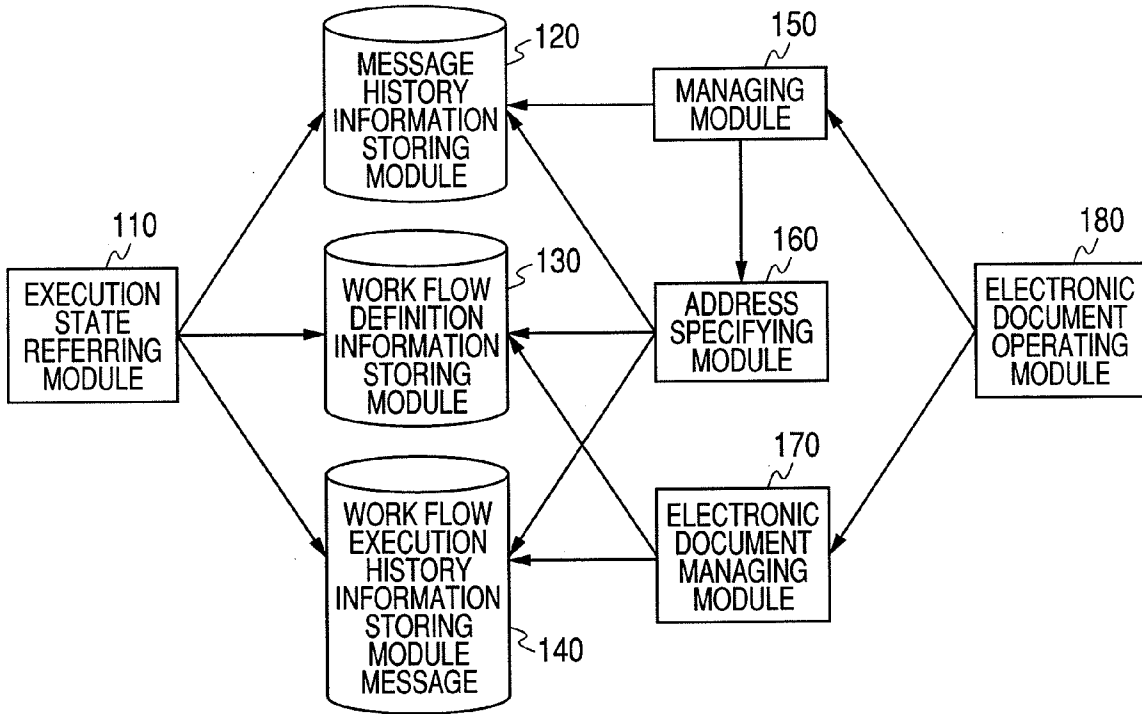 110
EXECUTION
STATE
REFERRING
MODULE
120
MESSAGE
HISTORY
INFORMATION
STORING
MODULE
130
WORK FLOW
DEFINITION
INFORMATION
STORING
MODULE
WORK FLOW
EXECUTION
HISTORY
INFORMATION
STORING
MODULE
MESSAGE
140
150
MANAGING
MODULE
160
ADDRESS
SPECIFYING
MODULE
170
ELECTRONIC
DOCUMENT
MANAGING
MODULE
180
ELECTRONIC
DOCUMENT
OPERATING
MODULE